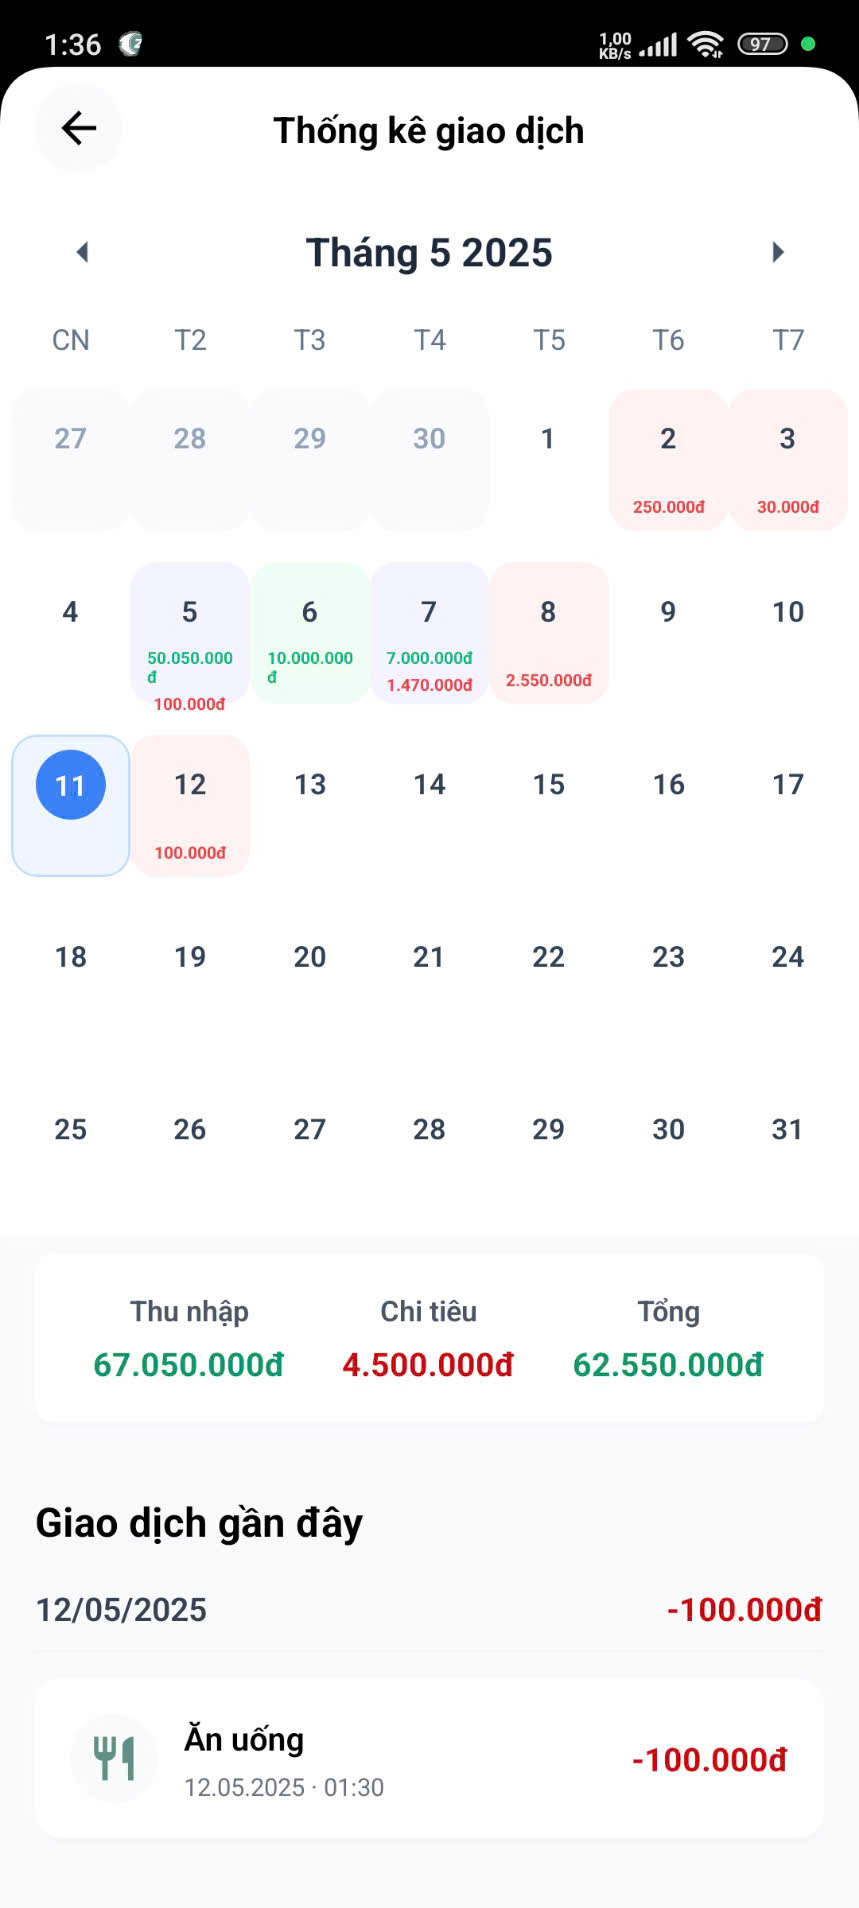 1:36 1,00 KB/s 97
Thống kê giao dịch
Tháng 5 2025
CN T2 T3 T4 T5 T6 T7
27 28 29 30 1 2 3
250.000đ 30.000đ
4 5 6 7 8 9 10
50.050.000 10.000.000 7.000.000đ
đ đ
1.470.000đ 2.550.000đ
100.000đ
11 12 13 14 15 16 17
100.000đ
18 19 20 21 22 23 24
25 26 27 28 29 30 31
Thu nhập Chi tiêu Tổng
67.050.000đ 4.500.000đ 62.550.000đ
Giao dịch gần đây
12/05/2025 -100.000đ
Ăn uống
-100.000đ
12.05.2025 · 01:30